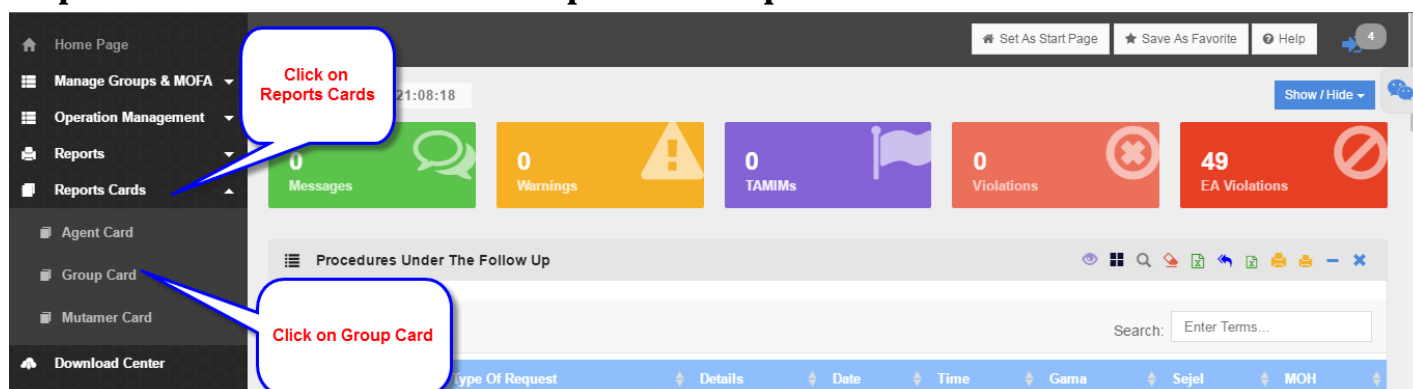 Home Page
Set As Start Page
Save As Favorite
Help
4
Manage Groups & MOFA
Click on
Reports Cards
21:08:18
Show / Hide
Operation Management
Reports
Reports Cards
0
Messages
0
Warnings
0
TAMIMs
0
Violations
49
EA Violations
Agent Card
Group Card
Mutamer Card
Download Center
Procedures Under The Follow Up
Click on Group Card
Search:
Enter Terms...
Type Of Request
Details
Date
Time
Gama
Sejel
MOH